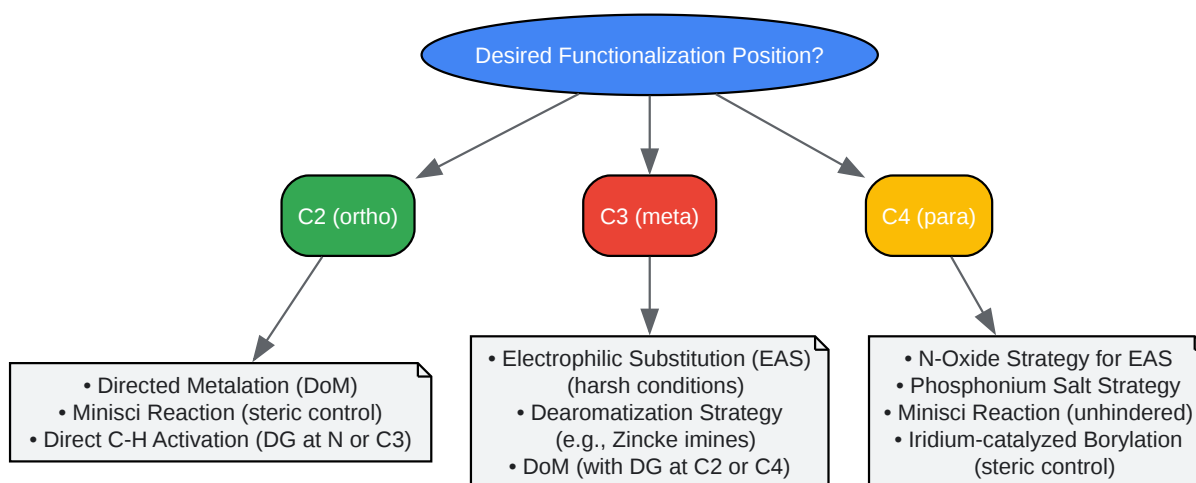 Desired Functionalization Position?
C2 (ortho)
C3 (meta)
C4 (para)
• Directed Metalation (DoM)
• Minisci Reaction (steric control)
• Direct C-H Activation (DG at N or C3)
• Electrophilic Substitution (EAS)
(harsh conditions)
• Dearomatization Strategy
(e.g., Zincke imines)
• DoM (with DG at C2 or C4)
• N-Oxide Strategy for EAS
• Phosphonium Salt Strategy
• Minisci Reaction (unhindered)
• Iridium-catalyzed Borylation
(steric control)